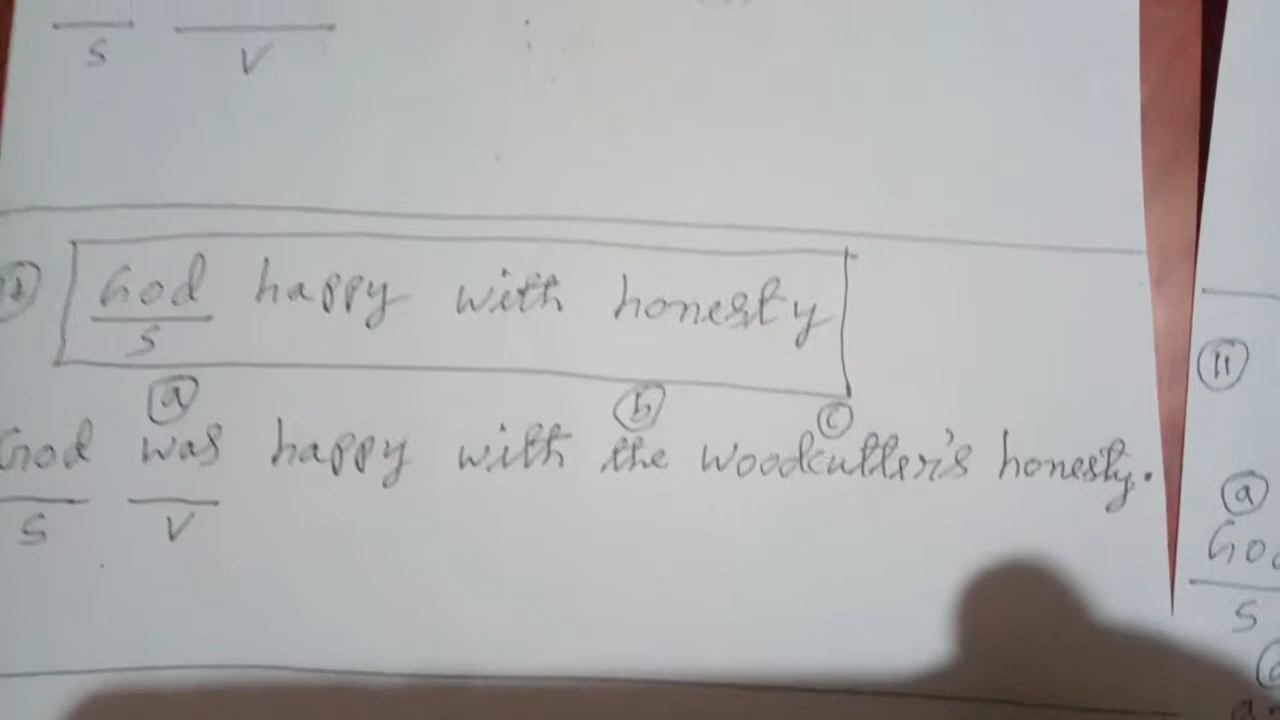 S V
God happy with honesty
S
a b c
God was happy with the woodcutter's honesty.
S V
11
a
S